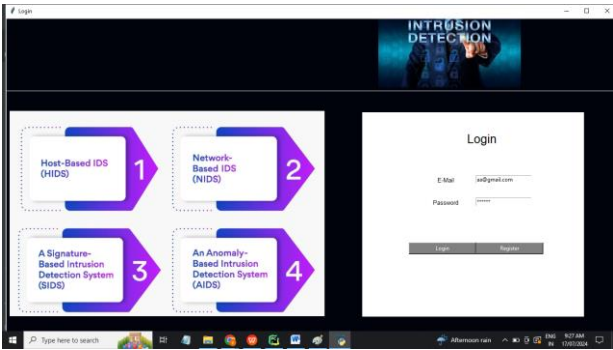 Login
INTRUSION
DETECTION
Host-Based IDS
(HIDS)
1
Network-
Based IDS
(NIDS)
2
A Signature-
Based Intrusion
Detection System
(SIDS)
3
An Anomaly-
Based Intrusion
Detection System
(AIDS)
4
Login
E-Mail
aa@gmail.com
Password
******
Login
Register
Type here to search
Afternoon rain
ENG
IN
9:27 AM
17/07/2024